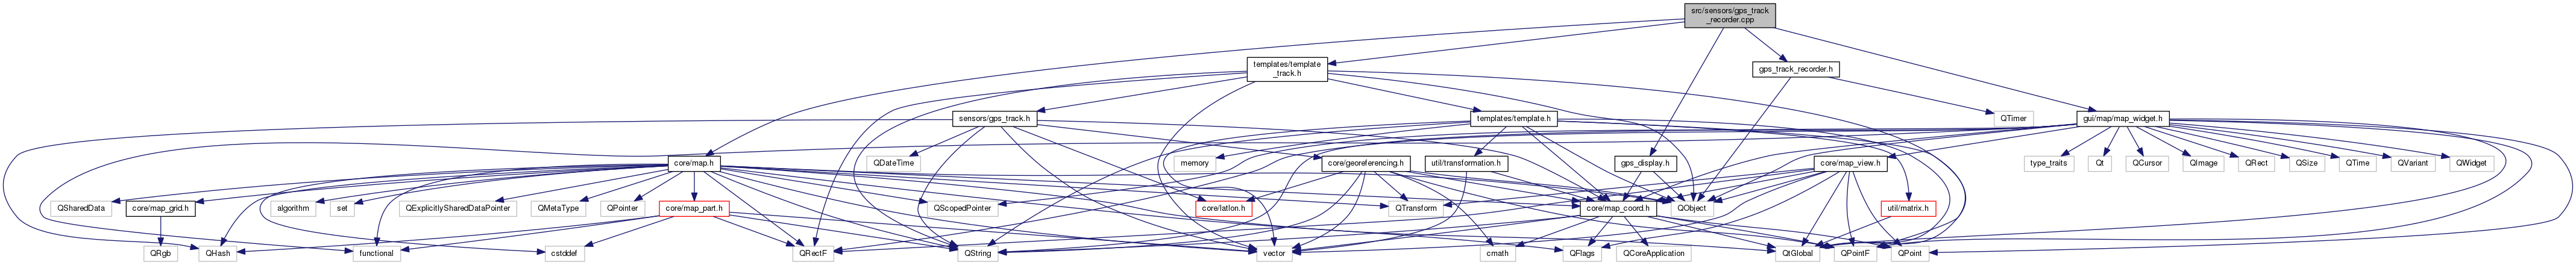 src/sensors/gps_track
_recorder.cpp
templates/template
_track.h
gps_track_recorder.h
sensors/gps_track.h
templates/template.h
QTimer
gui/map/map_widget.h
core/map.h
QDateTime
memory
core/georeferencing.h
util/transformation.h
gps_display.h
core/map_view.h
type_traits
Qt
QCursor
QImage
QRect
QSize
QTime
QVariant
QWidget
QSharedData
core/map_grid.h
algorithm
set
QExplicitlySharedDataPointer
QMetaType
QPointer
core/map_part.h
QScopedPointer
core/latlon.h
QTransform
core/map_coord.h
QObject
util/matrix.h
QRgb
QHash
functional
cstddef
QRectF
QString
vector
cmath
QFlags
QCoreApplication
QtGlobal
QPointF
QPoint